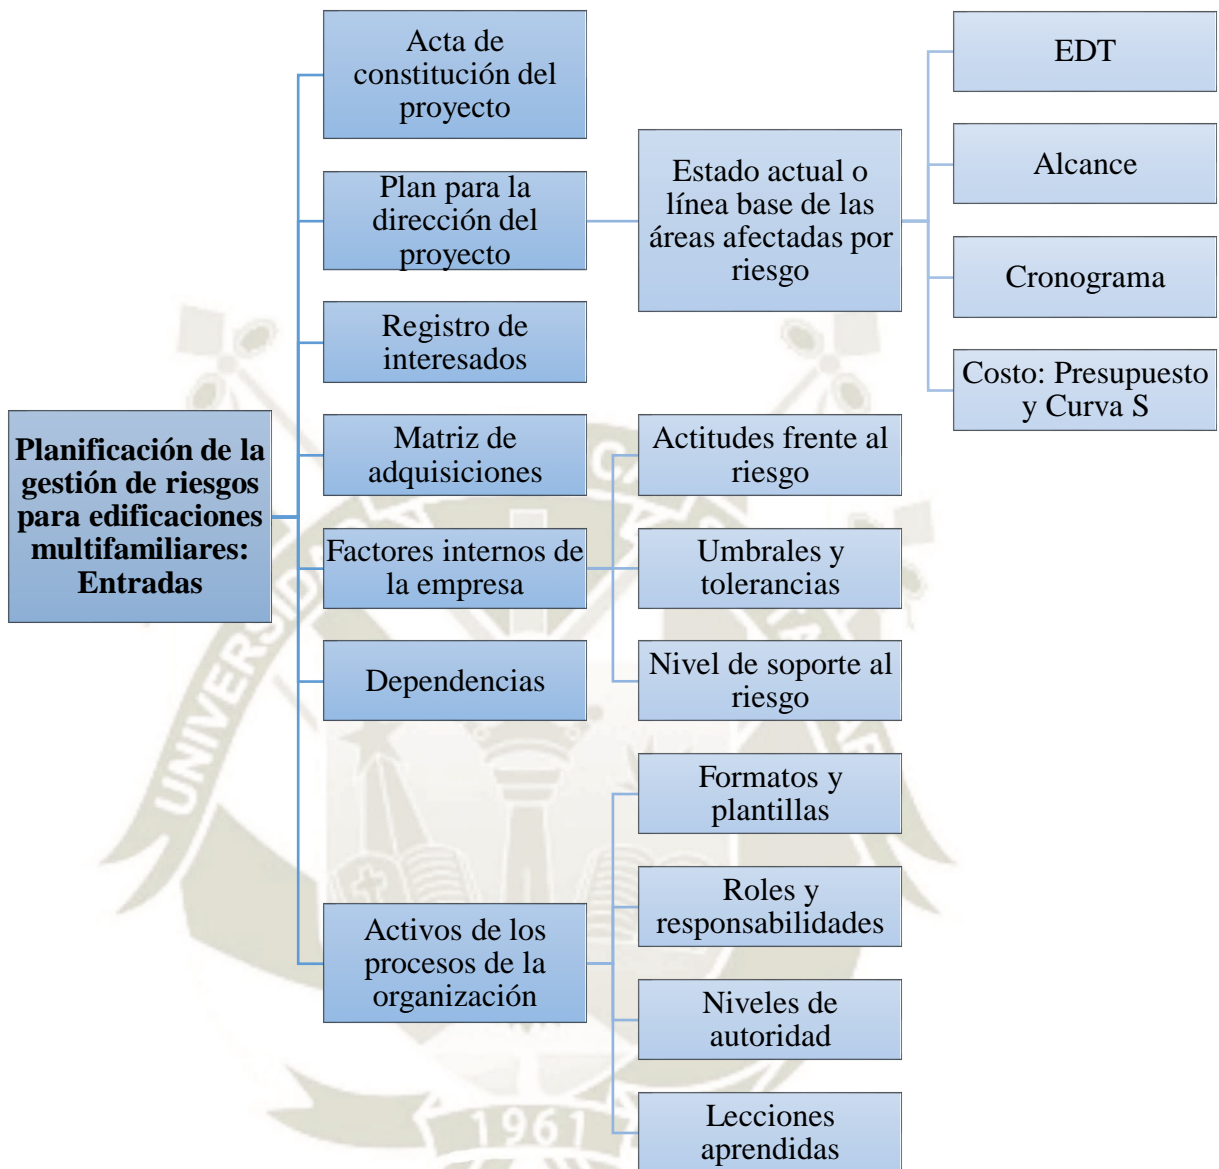 Planificación de la
gestión de riesgos
para edificaciones
multifamiliares:
Entradas
Acta de
constitución del
proyecto
Plan para la
dirección del
proyecto
Estado actual o
línea base de las
áreas afectadas por
riesgo
EDT
Alcance
Cronograma
Costo: Presupuesto
y Curva S
Registro de
interesados
Matriz de
adquisiciones
Factores internos de
la empresa
Actitudes frente al
riesgo
Umbrales y
tolerancias
Nivel de soporte al
riesgo
Dependencias
Activos de los
procesos de la
organización
Formatos y
plantillas
Roles y
responsabilidades
Niveles de
autoridad
Lecciones
aprendidas
1961